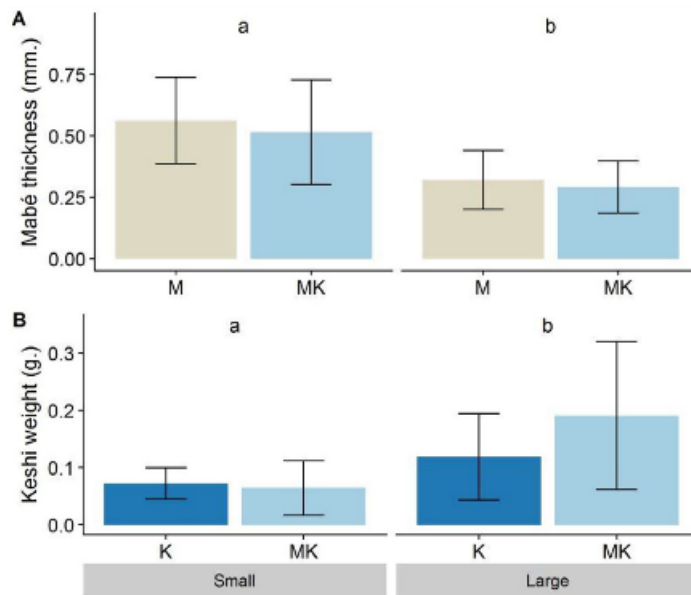 A
a
b
Mabé thickness (mm.)
0.75
0.50
0.25
0.00
M
MK
M
MK
B
a
b
Keshi weight (g.)
0.3
0.2
0.1
0.0
K
MK
K
MK
Small
Large